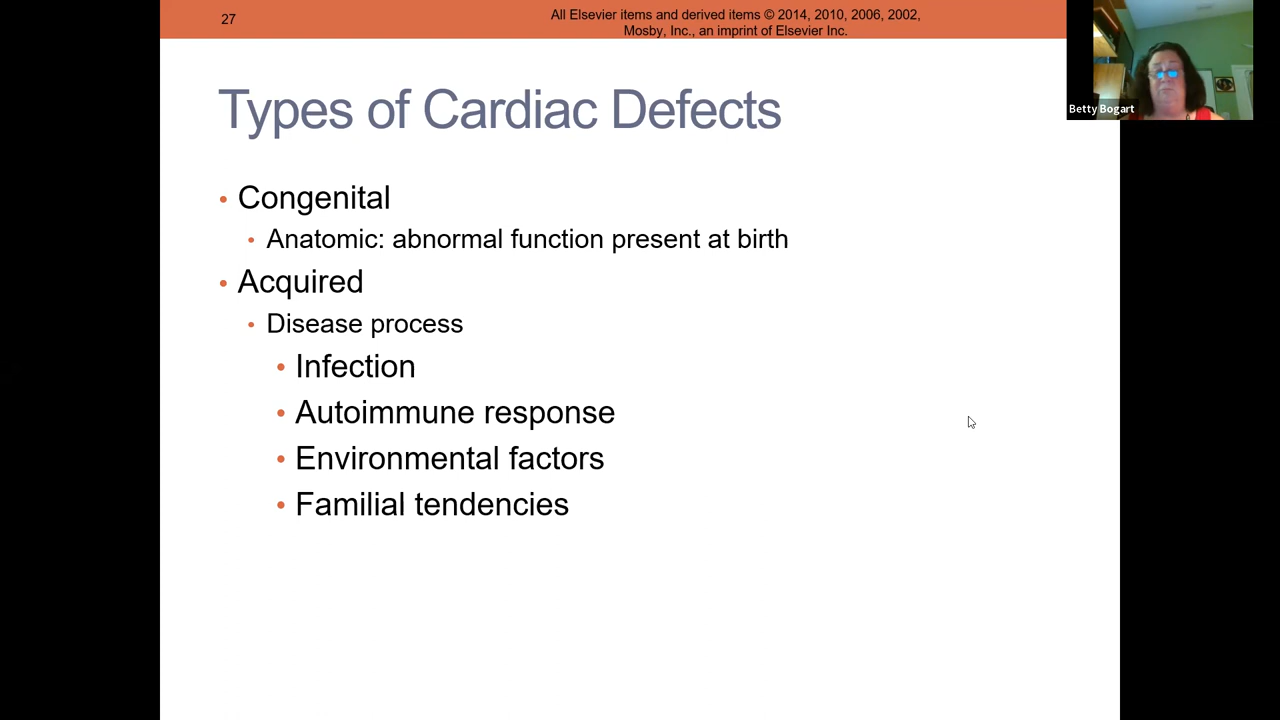 27
All Elsevier items and derived items © 2014, 2010, 2006, 2002,
Mosby, Inc., an imprint of Elsevier Inc.
Betty Bogart
Types of Cardiac Defects
• Congenital
• Anatomic: abnormal function present at birth
• Acquired
• Disease process
• Infection
• Autoimmune response
• Environmental factors
• Familial tendencies